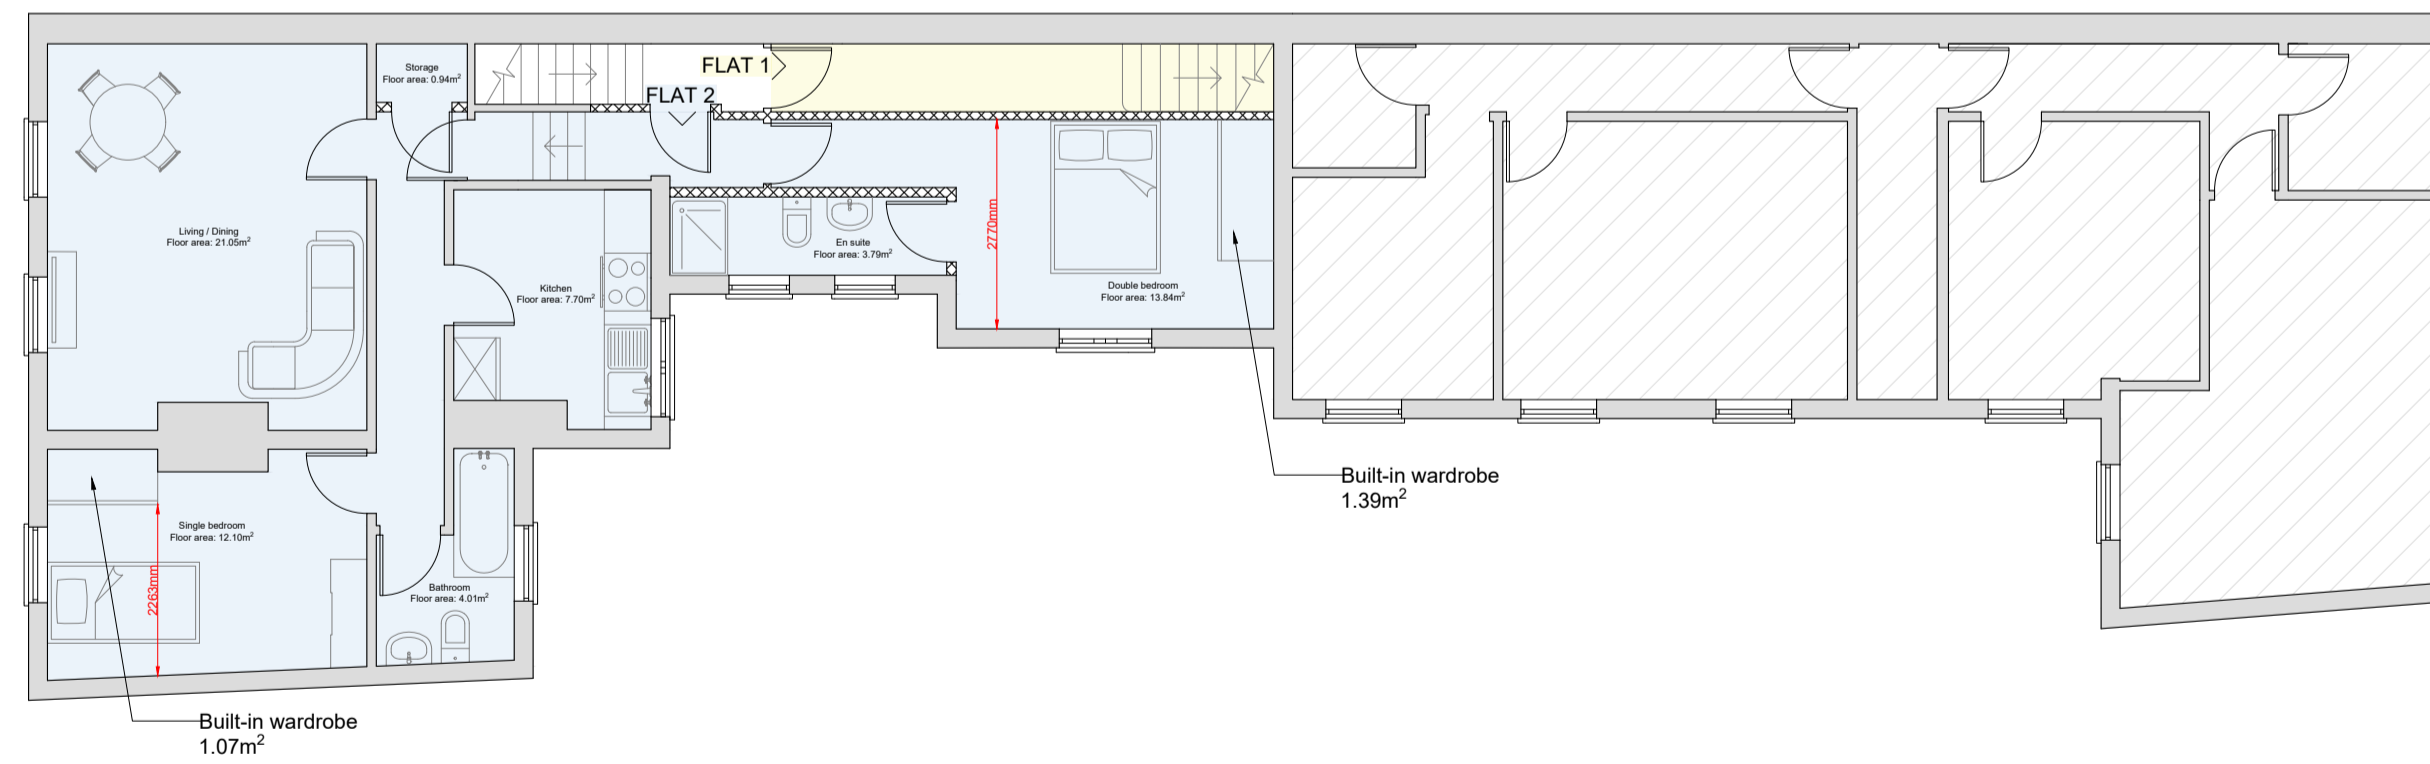 Storage
Floor area: 0.94m²
FLAT 1
FLAT 2
Living / Dining
Floor area: 21.05m²
En suite
Floor area: 3.79m²
2770mm
Kitchen
Floor area: 7.70m²
Double bedroom
Floor area: 13.84m²
Built-in wardrobe
1.39m²
Single bedroom
Floor area: 12.10m²
2263mm
Bathroom
Floor area: 4.01m²
Built-in wardrobe
1.07m²